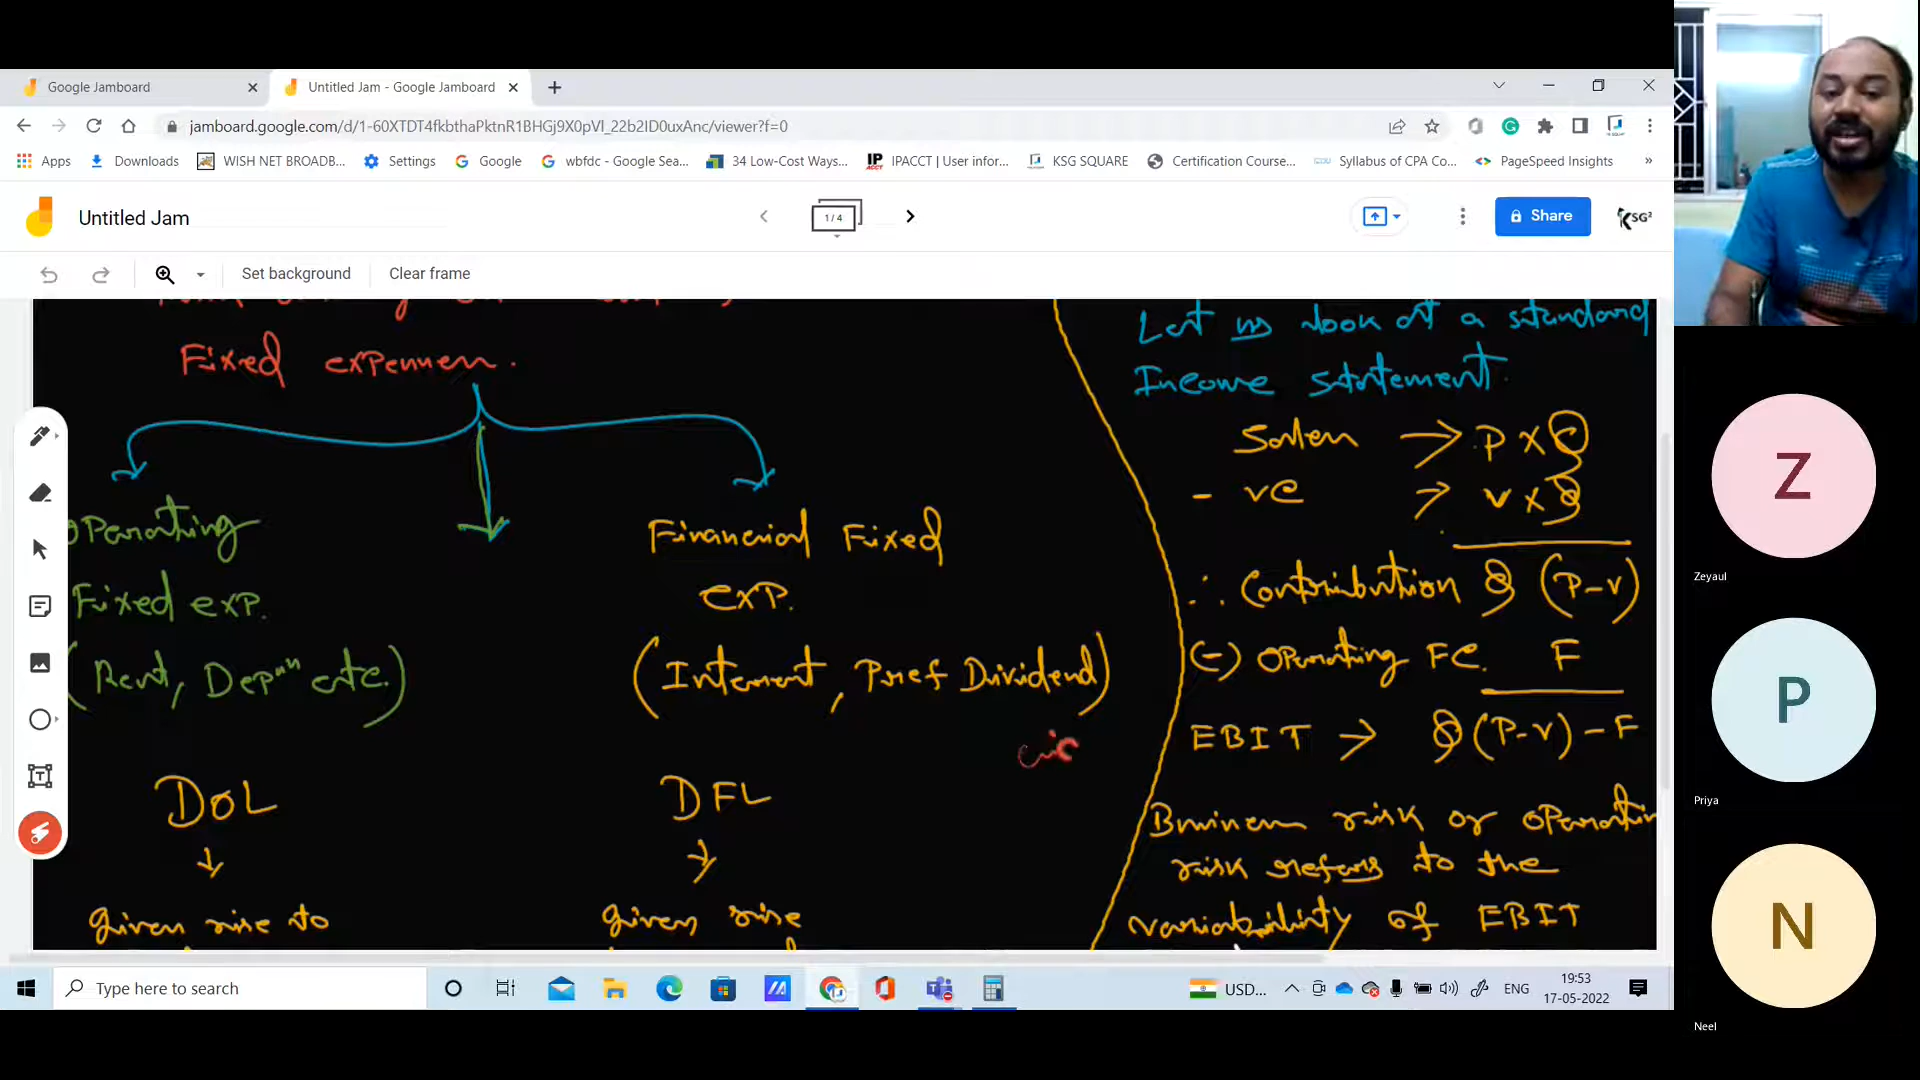 Google Jamboard
Untitled Jam - Google Jamboard
jamboard.google.com/d/1-60XTDT4fkbthaPktnR1BHGj9X0pVl_22b2ID0uxAnc/viewer?f=0
Apps
Downloads
WISH NET BROADB...
Settings
Google
wbfdc - Google Sea...
34 Low-Cost Ways...
IPACCT | User infor...
KSG SQUARE
Certification Course...
Syllabus of CPA Co...
PageSpeed Insights
»
Untitled Jam
1 / 4
Share
KSG²
Set background
Clear frame
Fixed expenses.
Operating
Fixed exp.
(Rent, Depnⁿ etc.)
DOL
given rise to
Financial Fixed
exp.
(Interest, Pref Dividend)
DFL
given rise
Let us look at a standard
Income statement
Sales → P x Q
- VC → V x Q
∴ Contribution Q (P-V)
(-) Operating FC. F
EBIT → Q (P-V) - F
Business risk or operating
risk refers to the
variability of EBIT
Z
Zeyaul
P
Priya
N
Neel
Type here to search
USD...
ENG
19:53
17-05-2022